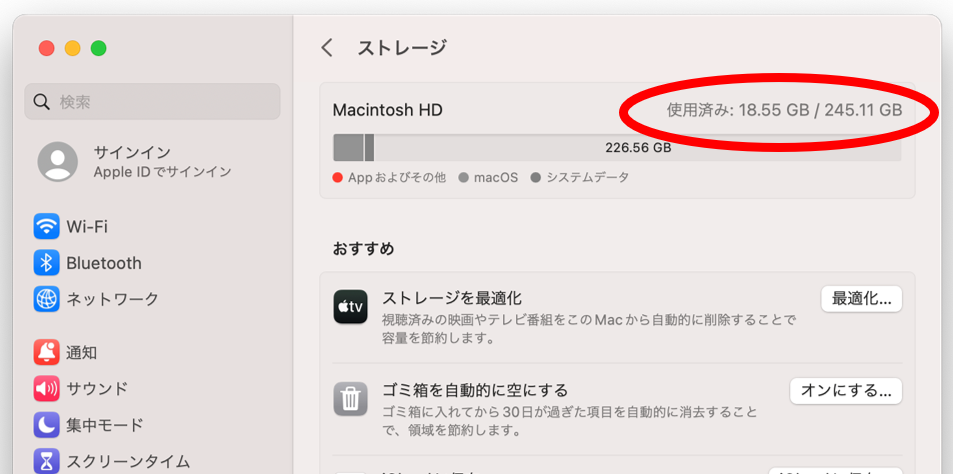 ストレージ
検索
Macintosh HD
使用済み: 18.55 GB / 245.11 GB
226.56 GB
Appおよびその他 macOS システムデータ
サインイン
Apple IDでサインイン
Wi-Fi
Bluetooth
ネットワーク
通知
サウンド
集中モード
スクリーンタイム
おすすめ
tv
ストレージを最適化
視聴済みの映画やテレビ番組をこのMacから自動的に削除することで
容量を節約します。
最適化...
ゴミ箱を自動的に空にする
ゴミ箱に入れてから30日が過ぎた項目を自動的に消去すること
で、領域を節約します。
オンにする...